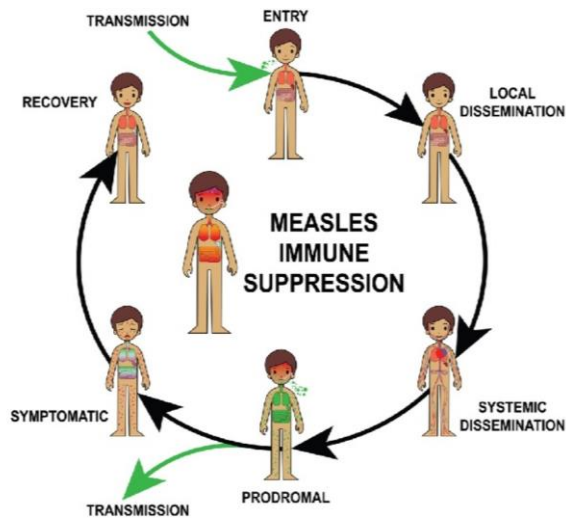 TRANSMISSION
ENTRY
RECOVERY
LOCAL
DISSEMINATION
MEASLES
IMMUNE
SUPPRESSION
SYMPTOMATIC
SYSTEMIC
DISSEMINATION
PRODROMAL
TRANSMISSION